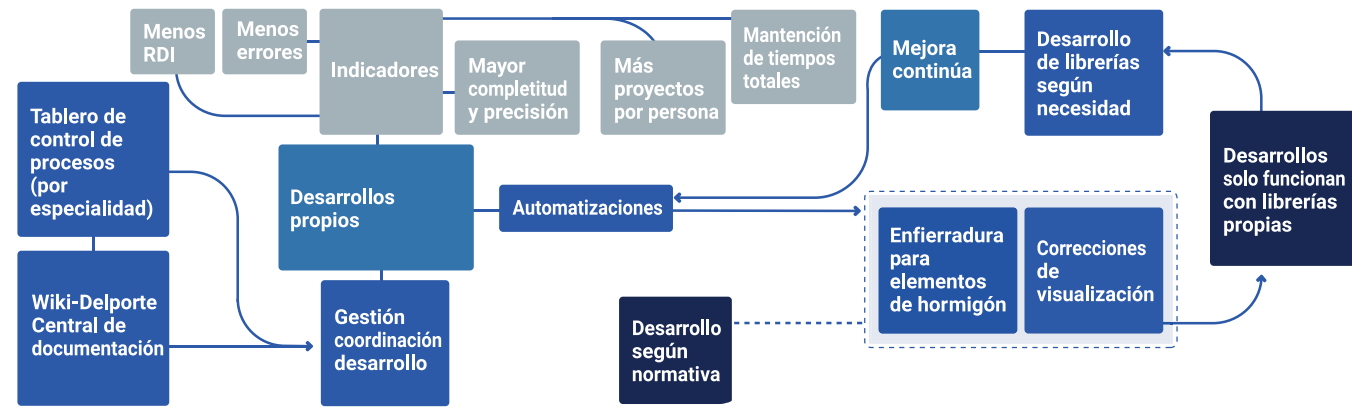 Menos
RDI
Menos
errores
Indicadores
Mayor
completitud
y precisión
Más
proyectos
por persona
Mantención
de tiempos
totales
Mejora
continúa
Desarrollo
de librerías
según
necesidad
Tablero de
control de
procesos
(por
especialidad)
Desarrollos
propios
Automatizaciones
Desarrollos
solo funcionan
con librerías
propias
Enfierradura
para
elementos
de hormigón
Correcciones
de
visualización
Wiki-Delporte
Central de
documentación
Gestión
coordinación
desarrollo
Desarrollo
según
normativa